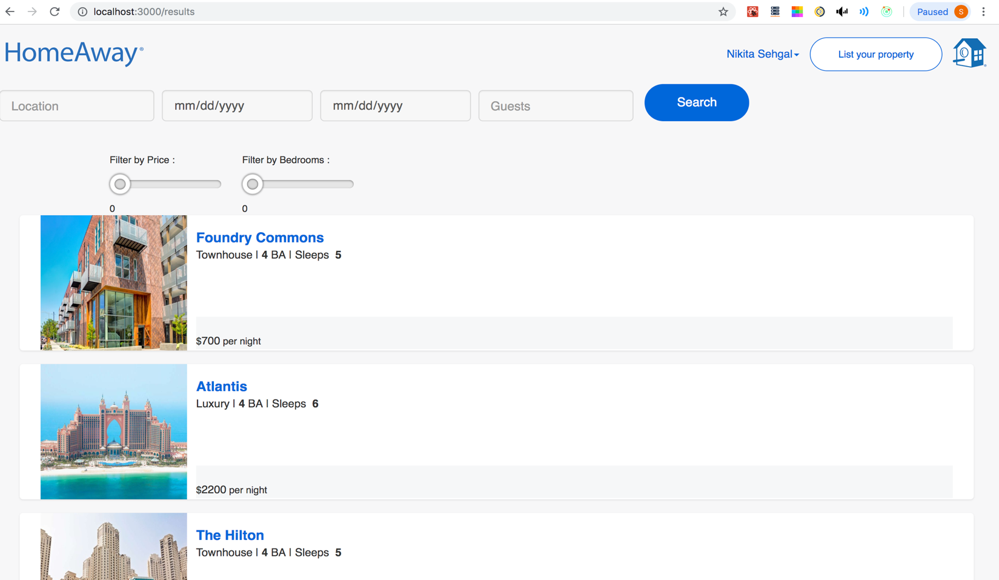 localhost:3000/results
Paused S
HomeAway®
Nikita Sehgal
List your property
Location
mm/dd/yyyy
mm/dd/yyyy
Guests
Search
Filter by Price :
Filter by Bedrooms :
0
0
Foundry Commons
Townhouse | 4 BA | Sleeps 5
$700 per night
Atlantis
Luxury | 4 BA | Sleeps 6
$2200 per night
The Hilton
Townhouse | 4 BA | Sleeps 5